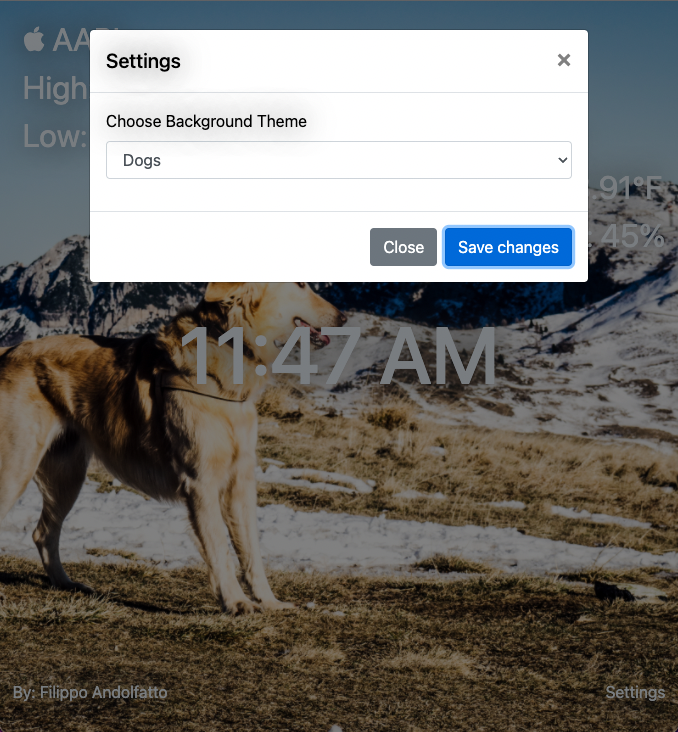 Settings
×
Choose Background Theme
Dogs
Close
Save changes
High
Low:
.91°F
45%
11:47 AM
By: Filippo Andolfatto
Settings